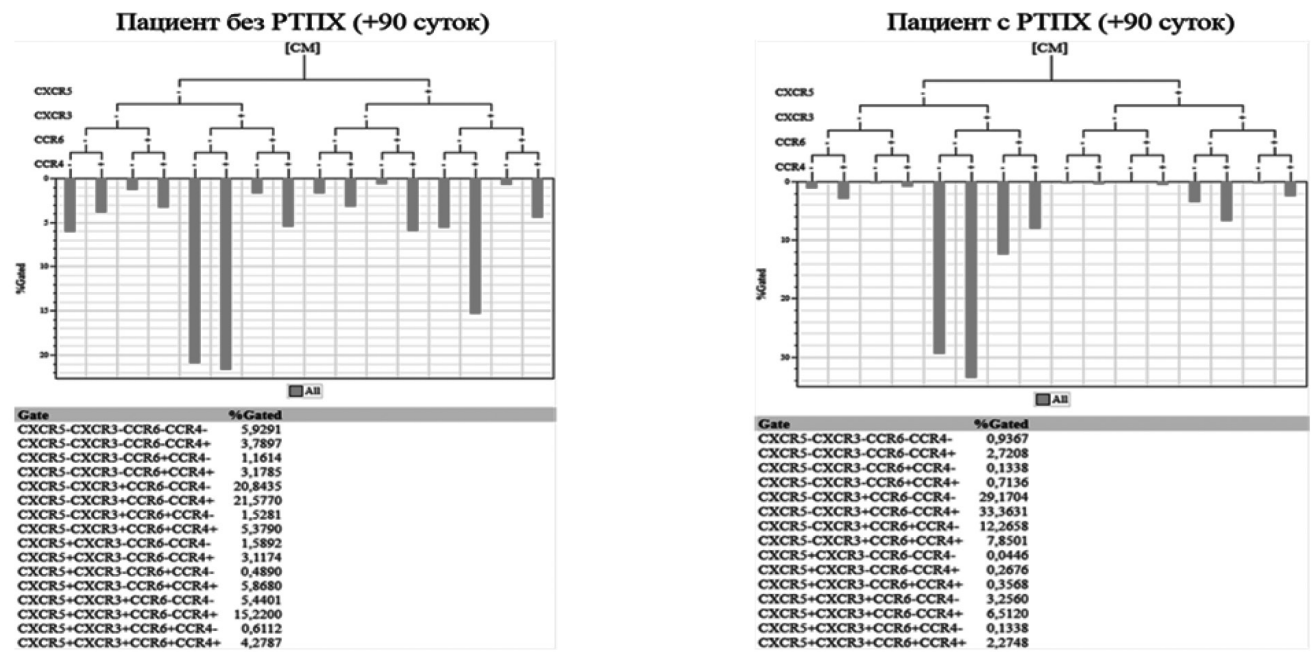 Пациент без РТПХ (+90 суток)
[CM]
CXCR5
- +
CXCR3
- + - +
CCR6
- + - + - + - +
CCR4
- + - + - + - + - + - + - + - +
0
5
10
15
20
%Gated
All
Gate %Gated
CXCR5-CXCR3-CCR6-CCR4- 5,9291
CXCR5-CXCR3-CCR6-CCR4+ 3,7897
CXCR5-CXCR3-CCR6+CCR4- 1,1614
CXCR5-CXCR3-CCR6+CCR4+ 3,1785
CXCR5-CXCR3+CCR6-CCR4- 20,8435
CXCR5-CXCR3+CCR6-CCR4+ 21,5770
CXCR5-CXCR3+CCR6+CCR4- 1,5281
CXCR5-CXCR3+CCR6+CCR4+ 5,3790
CXCR5+CXCR3-CCR6-CCR4- 1,5892
CXCR5+CXCR3-CCR6-CCR4+ 3,1174
CXCR5+CXCR3-CCR6+CCR4- 0,4890
CXCR5+CXCR3-CCR6+CCR4+ 5,8680
CXCR5+CXCR3+CCR6-CCR4- 5,4401
CXCR5+CXCR3+CCR6-CCR4+ 15,2200
CXCR5+CXCR3+CCR6+CCR4- 0,6112
CXCR5+CXCR3+CCR6+CCR4+ 4,2787
Пациент с РТПХ (+90 суток)
[CM]
CXCR5
- +
CXCR3
- + - +
CCR6
- + - + - + - +
CCR4
- + - + - + - + - + - + - + - +
0
10
20
30
%Gated
All
Gate %Gated
CXCR5-CXCR3-CCR6-CCR4- 0,9367
CXCR5-CXCR3-CCR6-CCR4+ 2,7208
CXCR5-CXCR3-CCR6+CCR4- 0,1338
CXCR5-CXCR3-CCR6+CCR4+ 0,7136
CXCR5-CXCR3+CCR6-CCR4- 29,1704
CXCR5-CXCR3+CCR6-CCR4+ 33,3631
CXCR5-CXCR3+CCR6+CCR4- 12,2658
CXCR5-CXCR3+CCR6+CCR4+ 7,8501
CXCR5+CXCR3-CCR6-CCR4- 0,0446
CXCR5+CXCR3-CCR6-CCR4+ 0,2676
CXCR5+CXCR3-CCR6+CCR4+ 0,3568
CXCR5+CXCR3+CCR6-CCR4- 3,2560
CXCR5+CXCR3+CCR6-CCR4+ 6,5120
CXCR5+CXCR3+CCR6+CCR4- 0,1338
CXCR5+CXCR3+CCR6+CCR4+ 2,2748